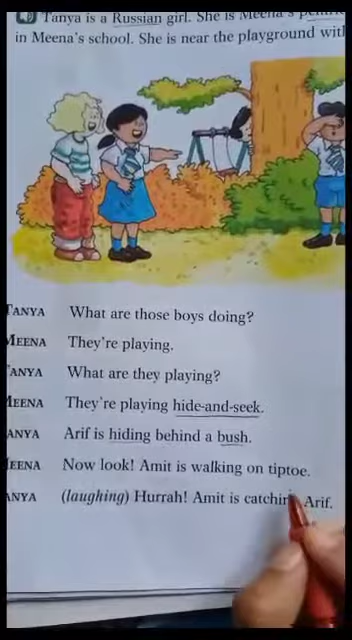 Tanya is a Russian girl. She is Meena's
in Meena's school. She is near the playground with
TANYA What are those boys doing?
MEENA They're playing.
TANYA What are they playing?
MEENA They're playing hide-and-seek.
TANYA Arif is hiding behind a bush.
MEENA Now look! Amit is walking on tiptoe.
TANYA (laughing) Hurrah! Amit is catching Arif.